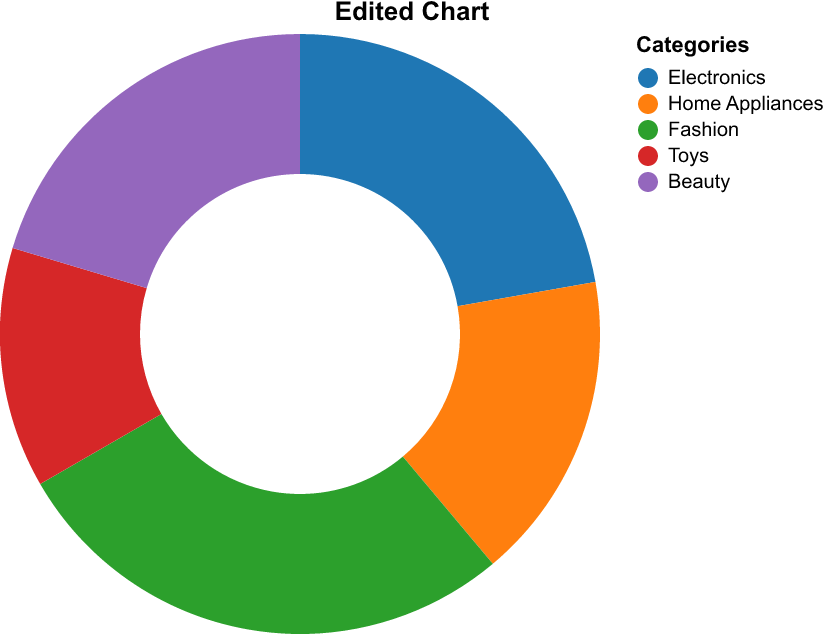 Edited Chart
Categories
Electronics
Home Appliances
Fashion
Toys
Beauty